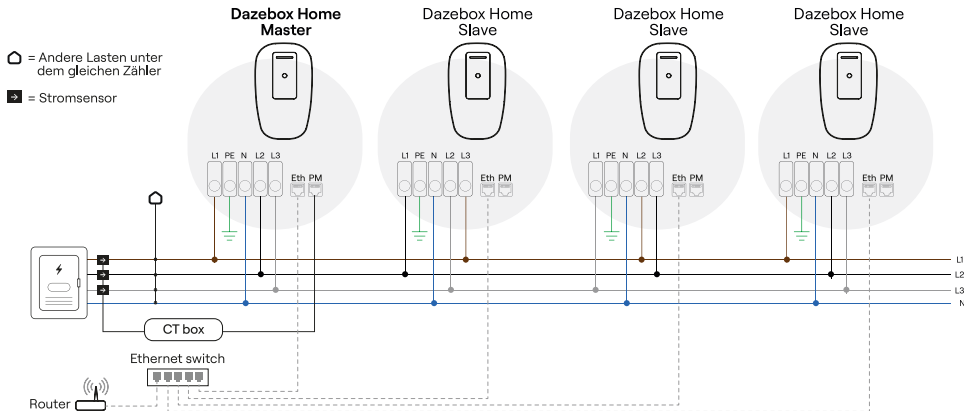 Dazebox Home
Master
Dazebox Home
Slave
Dazebox Home
Slave
Dazebox Home
Slave
= Andere Lasten unter
dem gleichen Zähler
= Stromsensor
L1 PE N L2 L3
Eth PM
L1 PE N L2 L3
Eth PM
L1 PE N L2 L3
Eth PM
L1 PE N L2 L3
Eth PM
L1
L2
L3
N
CT box
Ethernet switch
Router